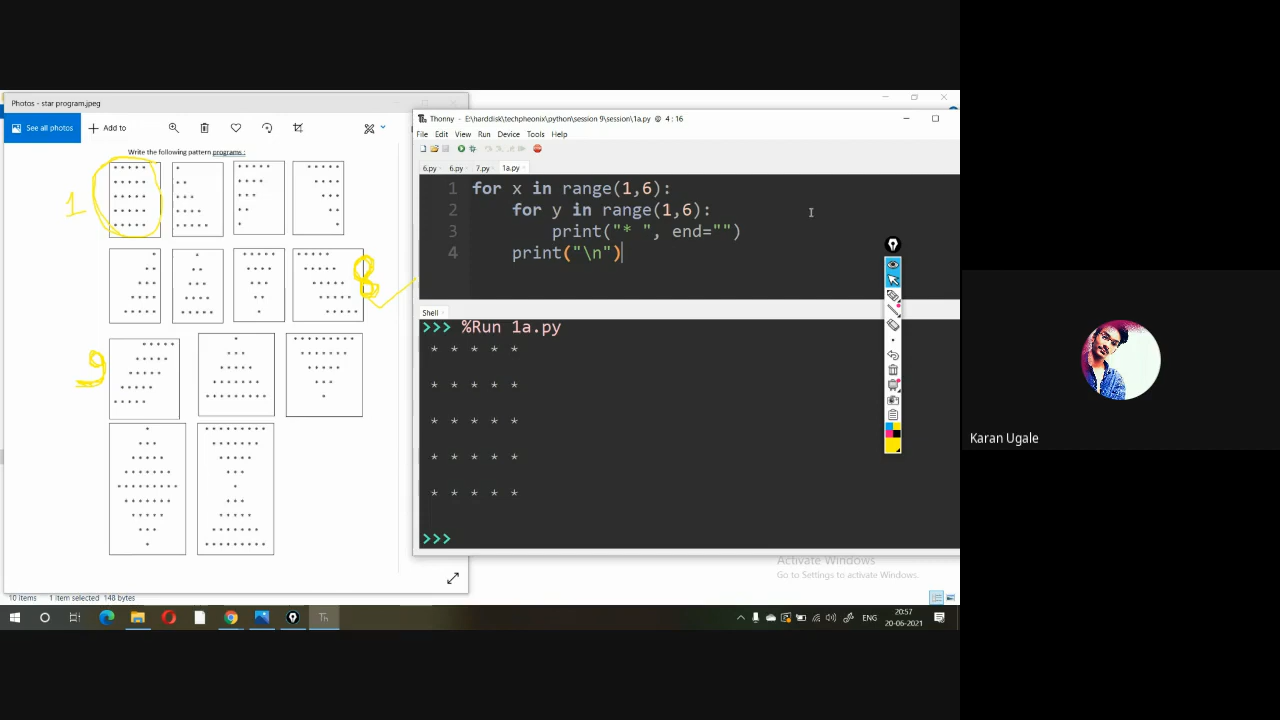 Photos - star program.jpeg
See all photos
Add to
Write the following pattern programs :
1
8
9
10 items
1 item selected 148 bytes
Thonny - E:\harddisk\techpheonix\python\session 9\session\1a.py @ 4 : 16
File Edit View Run Device Tools Help
6.py
6.py
7.py
1a.py
1 for x in range(1,6):
2 for y in range(1,6):
3 print("* ", end="")
4 print("\n")
Shell
>>> %Run 1a.py
* * * * *
* * * * *
* * * * *
* * * * *
* * * * *
>>>
Activate Windows
Go to Settings to activate Windows.
Th
ENG
20:57
20-06-2021
Karan Ugale